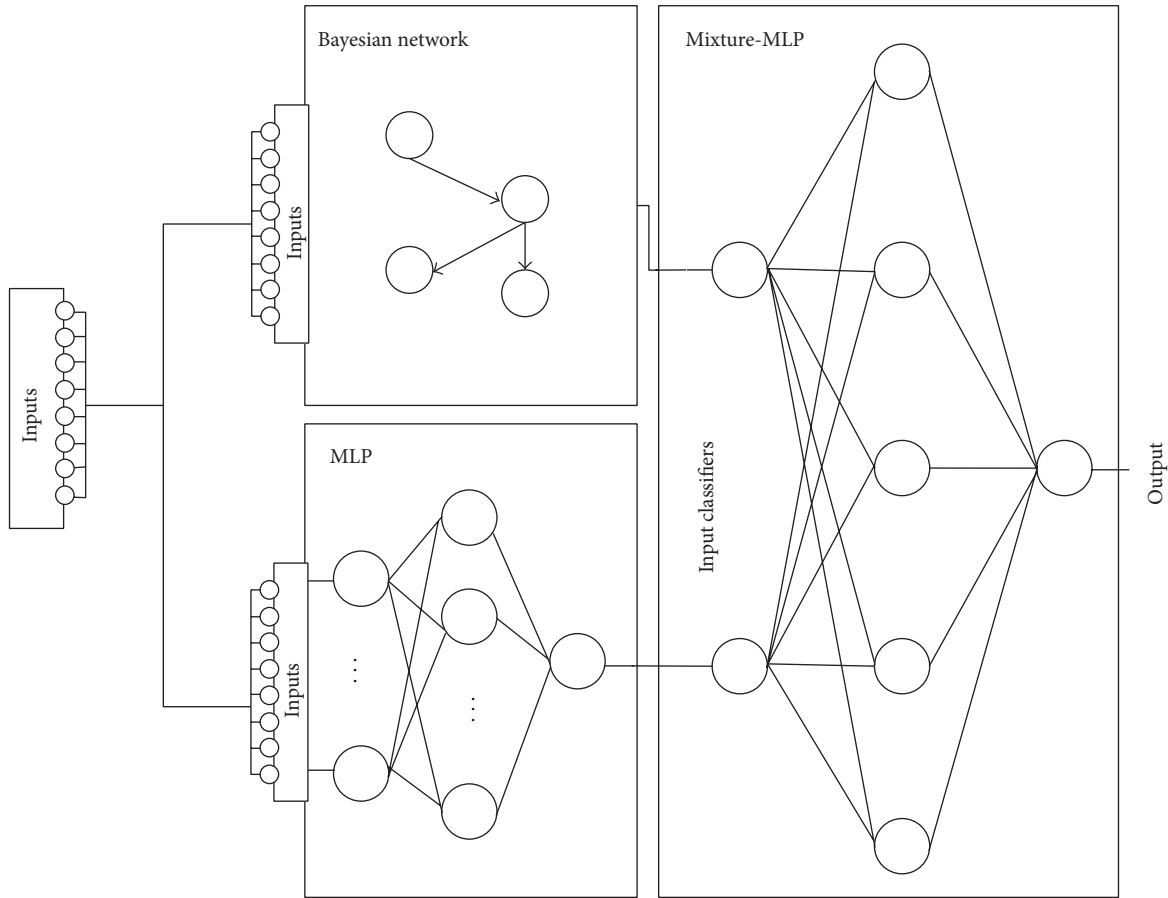 Inputs
Bayesian network
Inputs
MLP
Inputs
...
...
Mixture-MLP
Input classifiers
Output